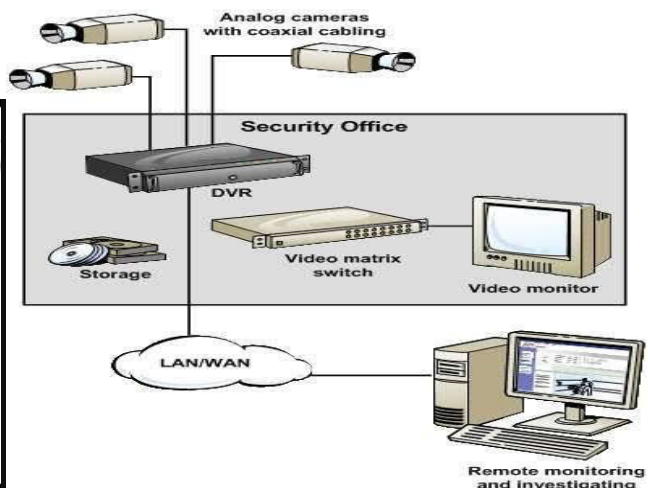 Analog cameras
with coaxial cabling
Security Office
DVR
Storage
Video matrix
switch
Video monitor
LAN/WAN
Remote monitoring
and investigating